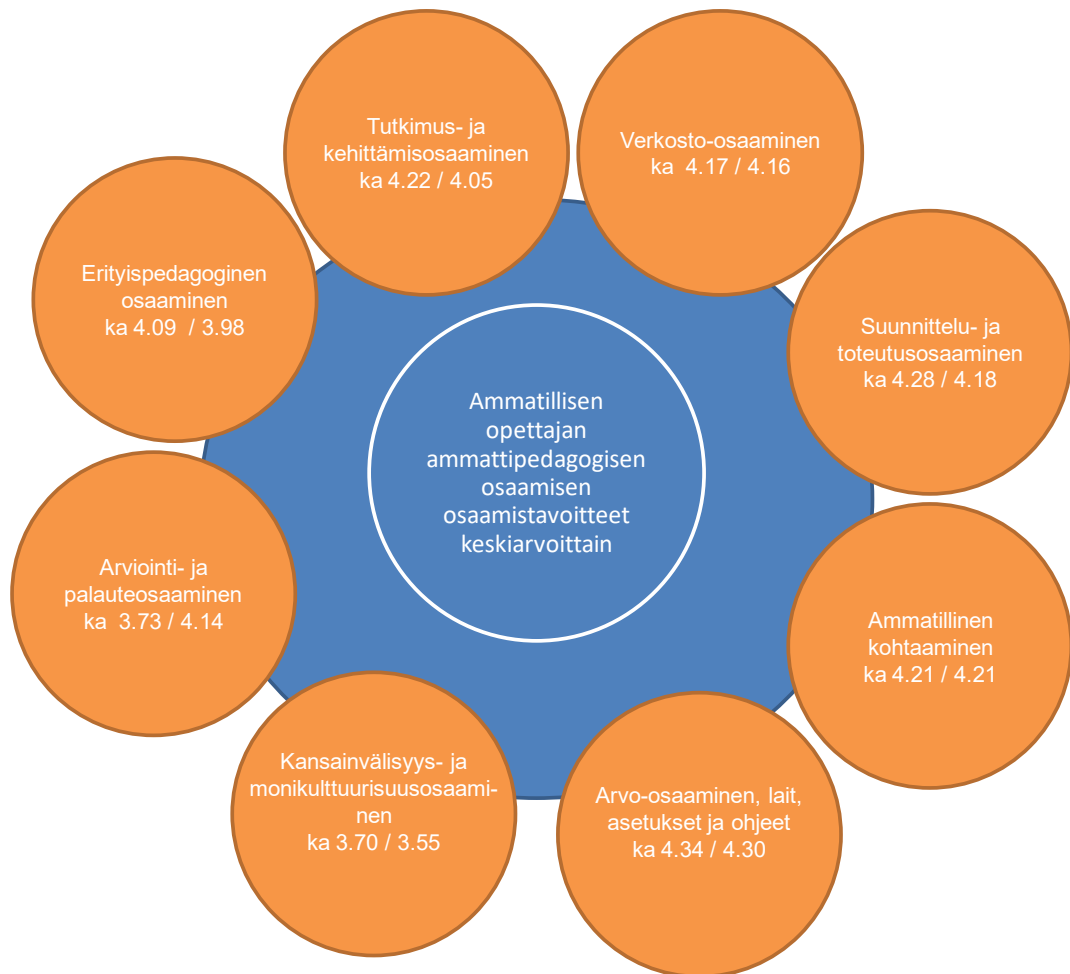 Tutkimus- ja
kehittämisosaaminen
ka 4.22 / 4.05
Verkosto-osaaminen
ka 4.17 / 4.16
Erityispedagoginen
osaaminen
ka 4.09 / 3.98
Suunnittelu- ja
toteutusosaaminen
ka 4.28 / 4.18
Ammatillisen
opettajan
ammattipedagogisen
osaamisen
osaamistavoitteet
keskiarvoittain
Arviointi- ja
palauteosaaminen
ka 3.73 / 4.14
Ammatillinen
kohtaaminen
ka 4.21 / 4.21
Kansainvälisyys- ja
monikulttuurisuusosaami-
nen
ka 3.70 / 3.55
Arvo-osaaminen, lait,
asetukset ja ohjeet
ka 4.34 / 4.30